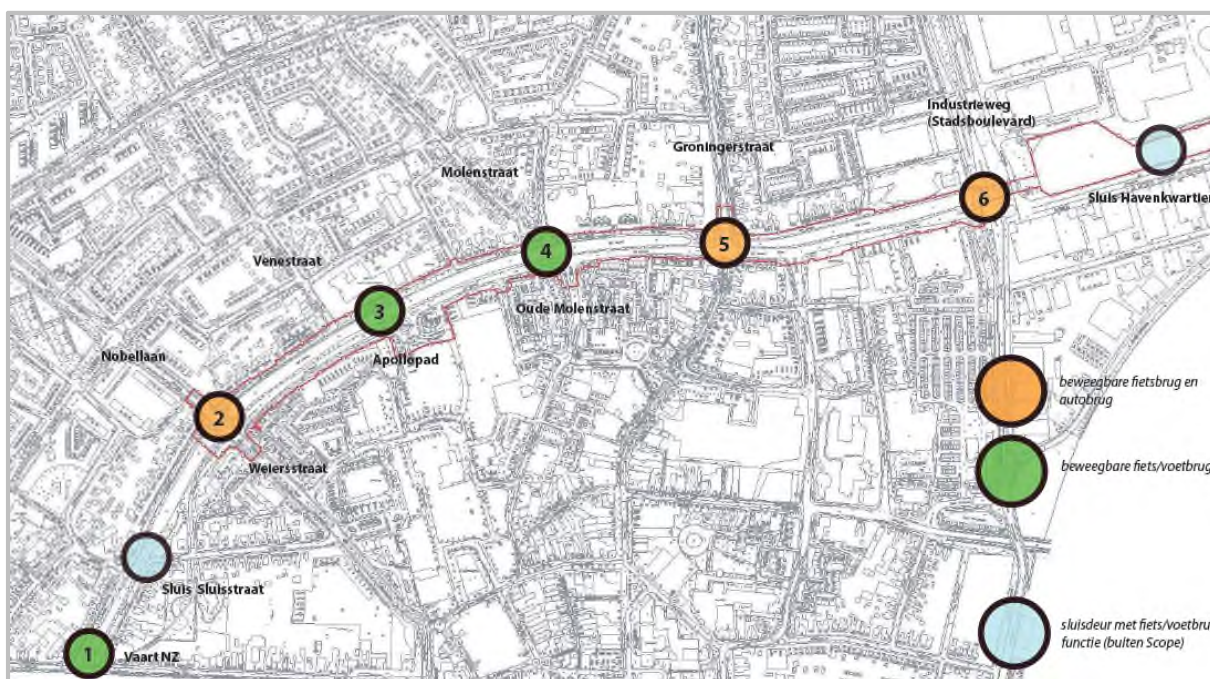 Industrieweg
(Stadsboulevard)
Groningerstraat
Molenstraat
6
Sluis Havenkwartier
5
4
Venestraat
3
Oude Molenstraat
Nobellaan
Apollopad
2
beweegbare fietsbrug en
autobrug
Weiersstraat
beweegbare fiets/voetbrug
Sluis Sluisstraat
sluisdeur met fiets/voetbru
functie (buiten Scope)
1
Vaart NZ